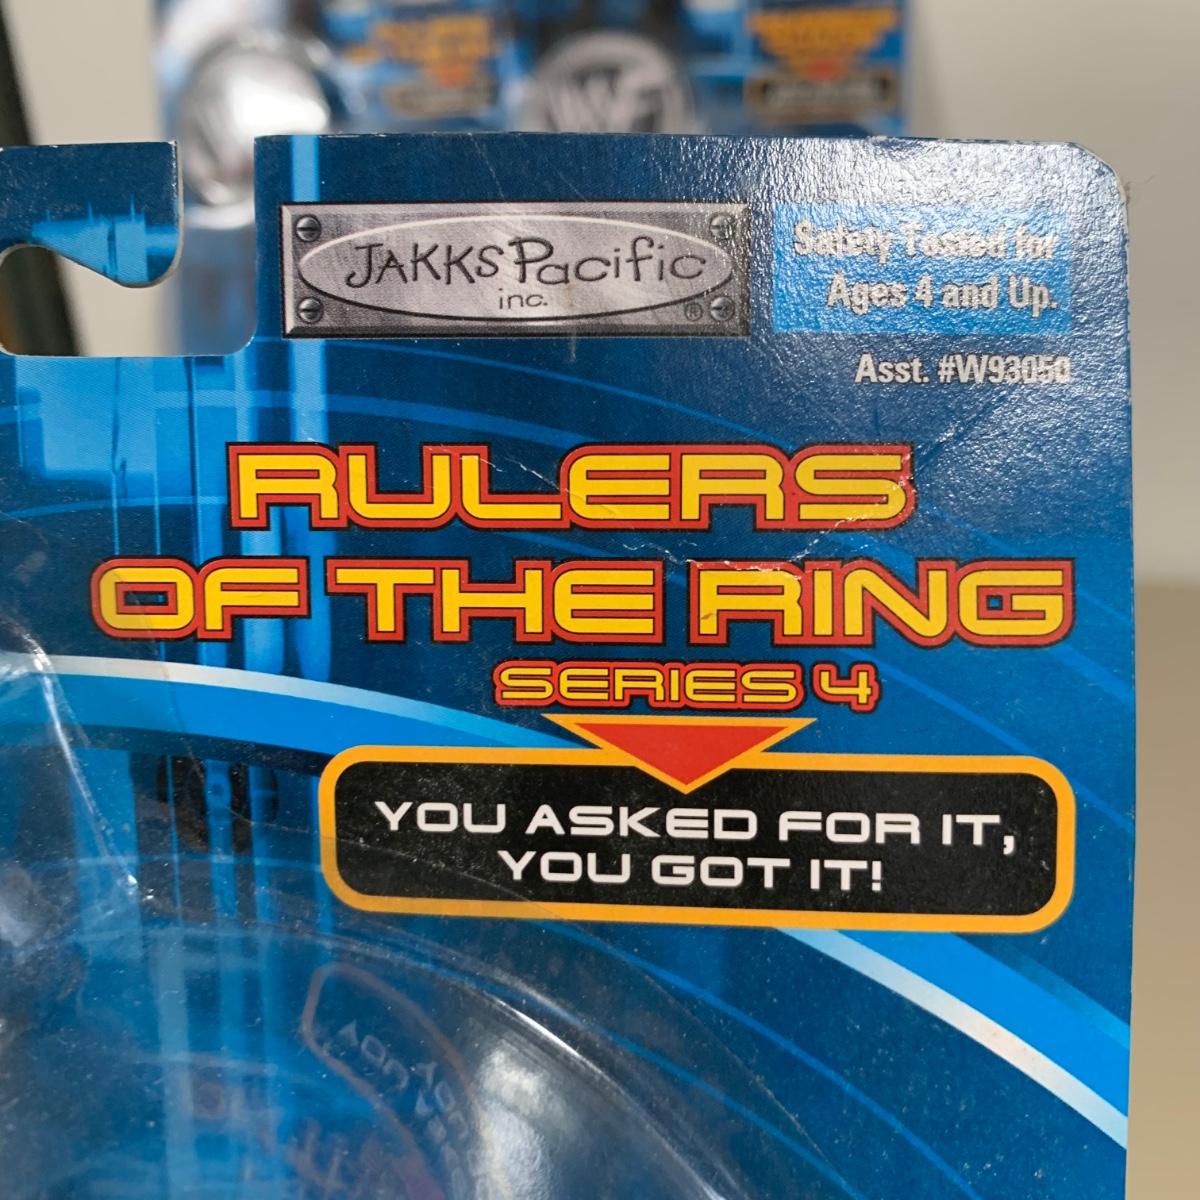 JAKKS Pacific
inc.
®
Safety Tested for
Ages 4 and Up.
Asst. #W93050
RULERS
OF THE RING
SERIES 4
YOU ASKED FOR IT,
YOU GOT IT!